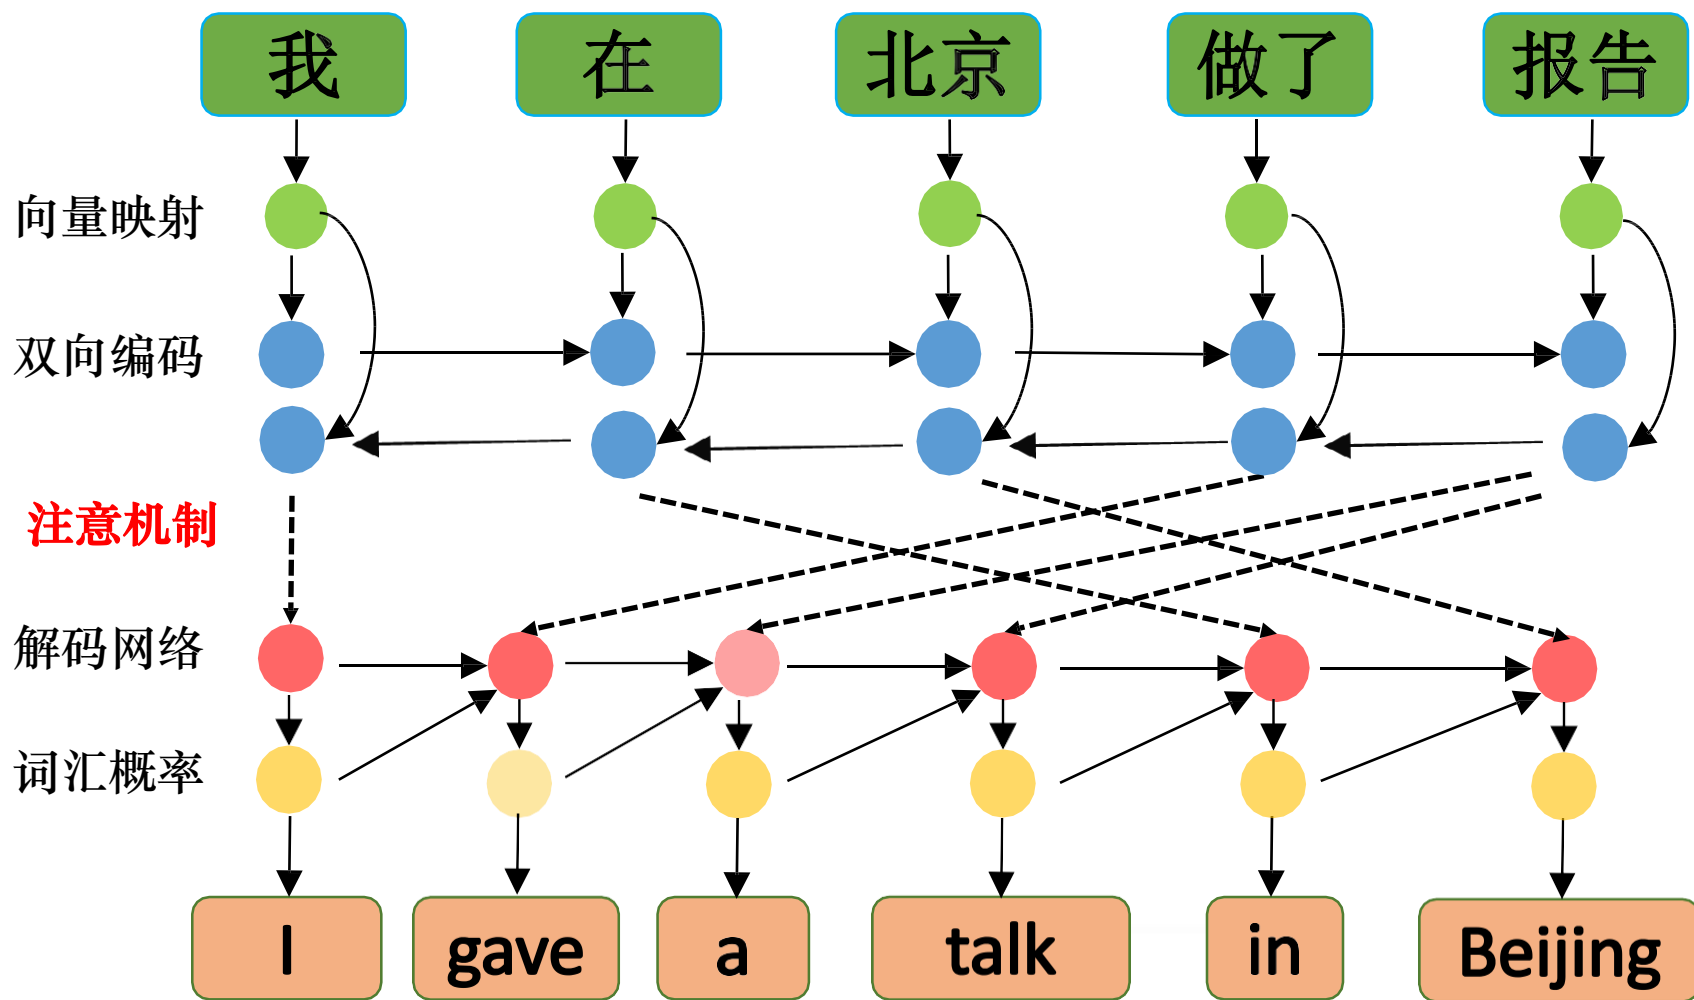 我 在 北京 做了 报告
向量映射
双向编码
注意机制
解码网络
词汇概率
I gave a talk in Beijing